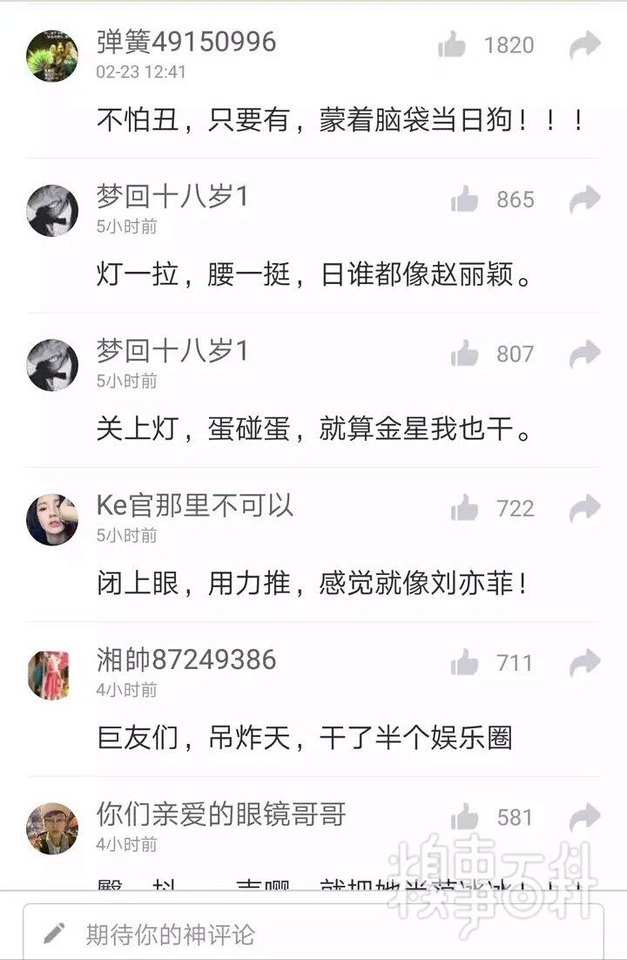 弹簧49150996
1820
02-23 12:41
不怕丑，只要有，蒙着脑袋当日狗！！！
梦回十八岁1
865
5小时前
灯一拉，腰一挺，日谁都像赵丽颖。
梦回十八岁1
807
5小时前
关上灯，蛋碰蛋，就算金星我也干。
Ke官那里不可以
722
5小时前
闭上眼，用力推，感觉就像刘亦菲！
湘帥87249386
711
4小时前
巨友们，吊炸天，干了半个娱乐圈
你们亲爱的眼镜哥哥
581
4小时前
就把她当范冰冰！！！
期待你的神评论
糗事百科